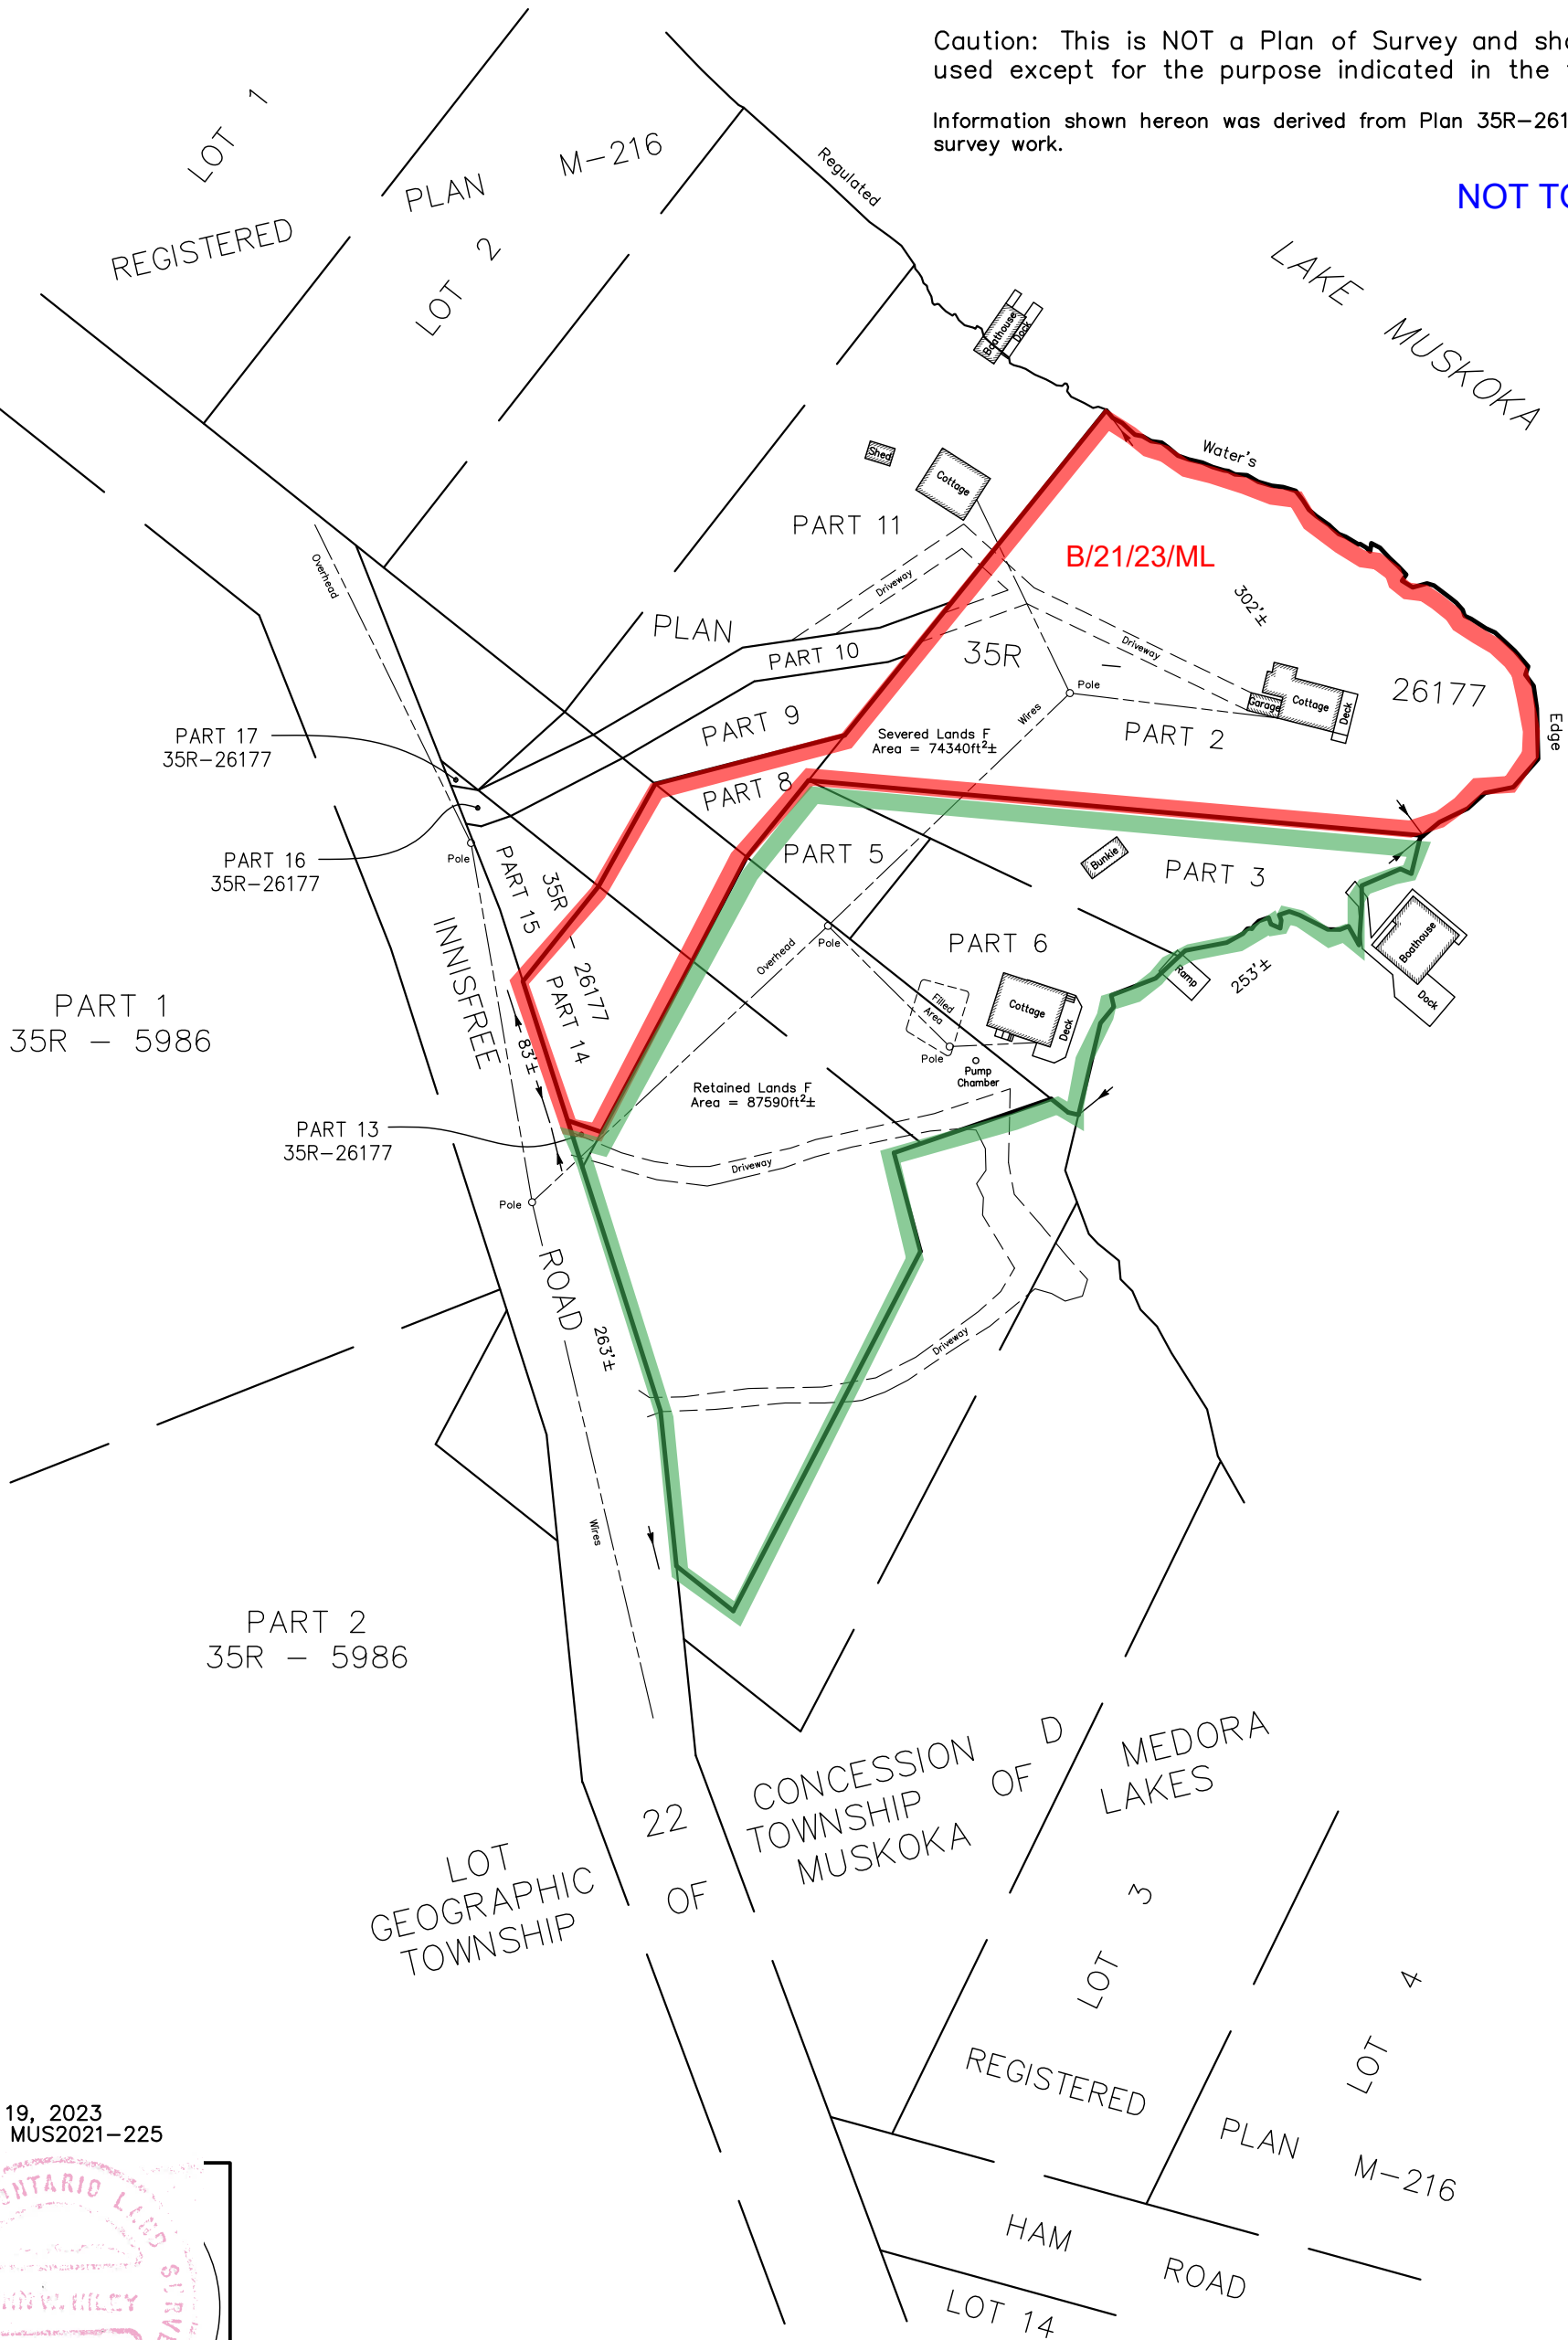 Caution: This is NOT a Plan of Survey and sho
used except for the purpose indicated in the
Information shown hereon was derived from Plan 35R-261
survey work.
NOT TO
LOT 1
REGISTERED
PLAN
M-216
LOT 2
Regulated
LAKE MUSKOKA
Boathouse
Dock
Water's
Shed
Cottage
PART 11
B/21/23/ML
302'±
Overhead
Driveway
PLAN
PART 10
35R
–
Driveway
26177
Pole
Garage
Cottage
Deck
Edge
PART 17
35R-26177
PART 9
Wires
Severed Lands F
Area = 74340ft²±
PART 2
PART 8
PART 16
35R-26177
Pole
PART 5
Bunkie
PART 3
PART 15
35R – 26177
PART 14
INNISFREE
Pole
Overhead
PART 6
Boathouse
Dock
Ramp
253'±
PART 1
35R – 5986
Filled
Area
Cottage
Deck
83'±
Pole
Pump
Chamber
Retained Lands F
Area = 87590ft²±
PART 13
35R-26177
Driveway
Pole
ROAD
263'±
Driveway
Wires
PART 2
35R – 5986
LOT 22 CONCESSION D MEDORA
GEOGRAPHIC TOWNSHIP OF
TOWNSHIP OF MUSKOKA LAKES
LOT 3
LOT 4
REGISTERED
PLAN
M-216
HAM ROAD
LOT 14
19, 2023
MUS2021-225
ONTARIO LAND SURVE
W. HILEY